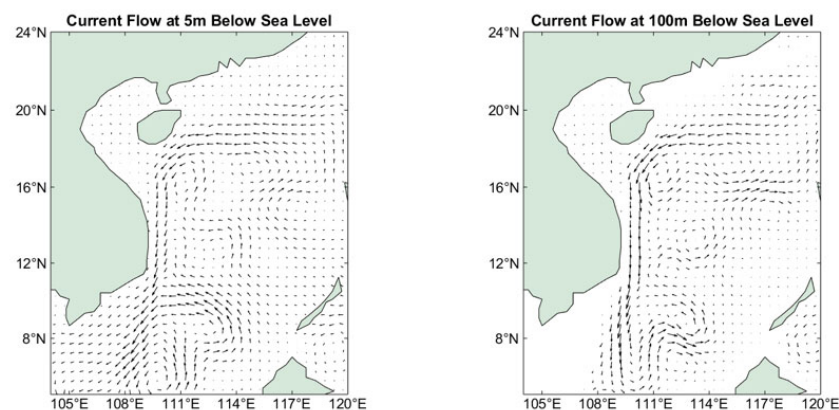 Current Flow at 5m Below Sea Level
24°N
20°N
16°N
12°N
8°N
105°E 108°E 111°E 114°E 117°E 120°E
Current Flow at 100m Below Sea Level
24°N
20°N
16°N
12°N
8°N
105°E 108°E 111°E 114°E 117°E 120°E